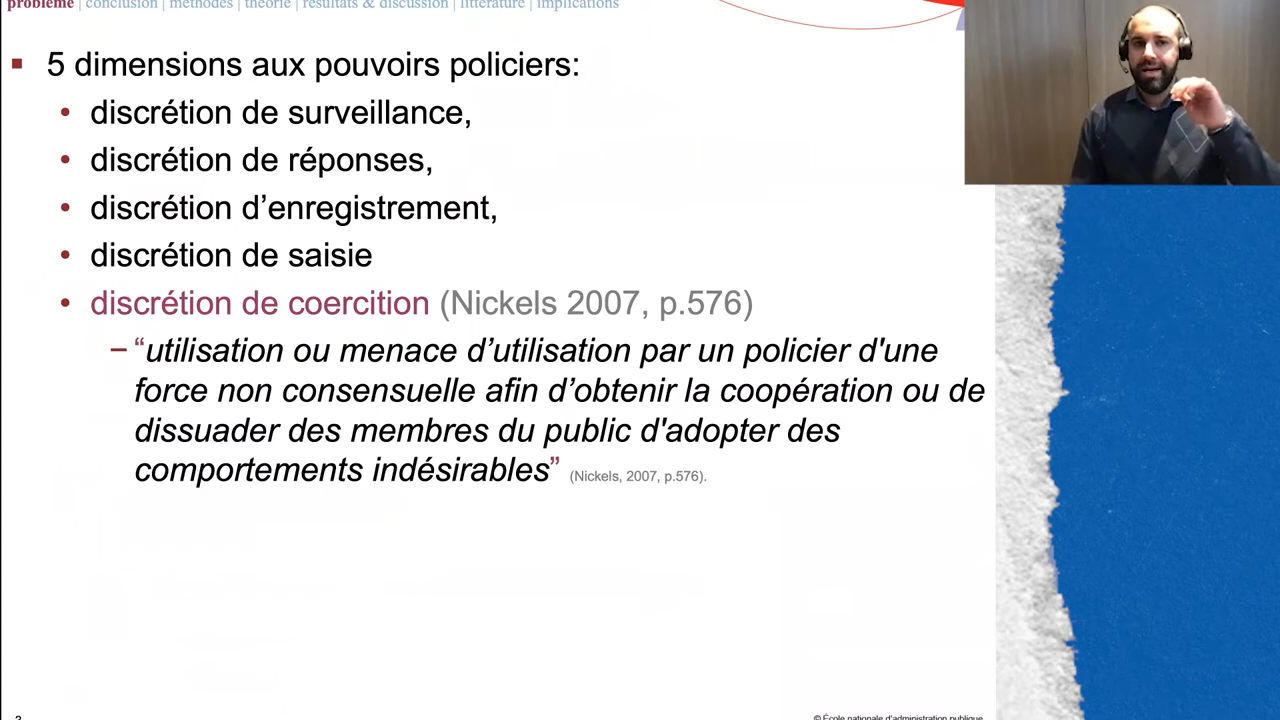 problème | conclusion | méthodes | théorie | résultats & discussion | littérature | implications
5 dimensions aux pouvoirs policiers:
discrétion de surveillance,
discrétion de réponses,
discrétion d’enregistrement,
discrétion de saisie
discrétion de coercition (Nickels 2007, p.576)
– “utilisation ou menace d’utilisation par un policier d'une
force non consensuelle afin d’obtenir la coopération ou de
dissuader des membres du public d'adopter des
comportements indésirables” (Nickels, 2007, p.576).
© École nationale d’administration publique